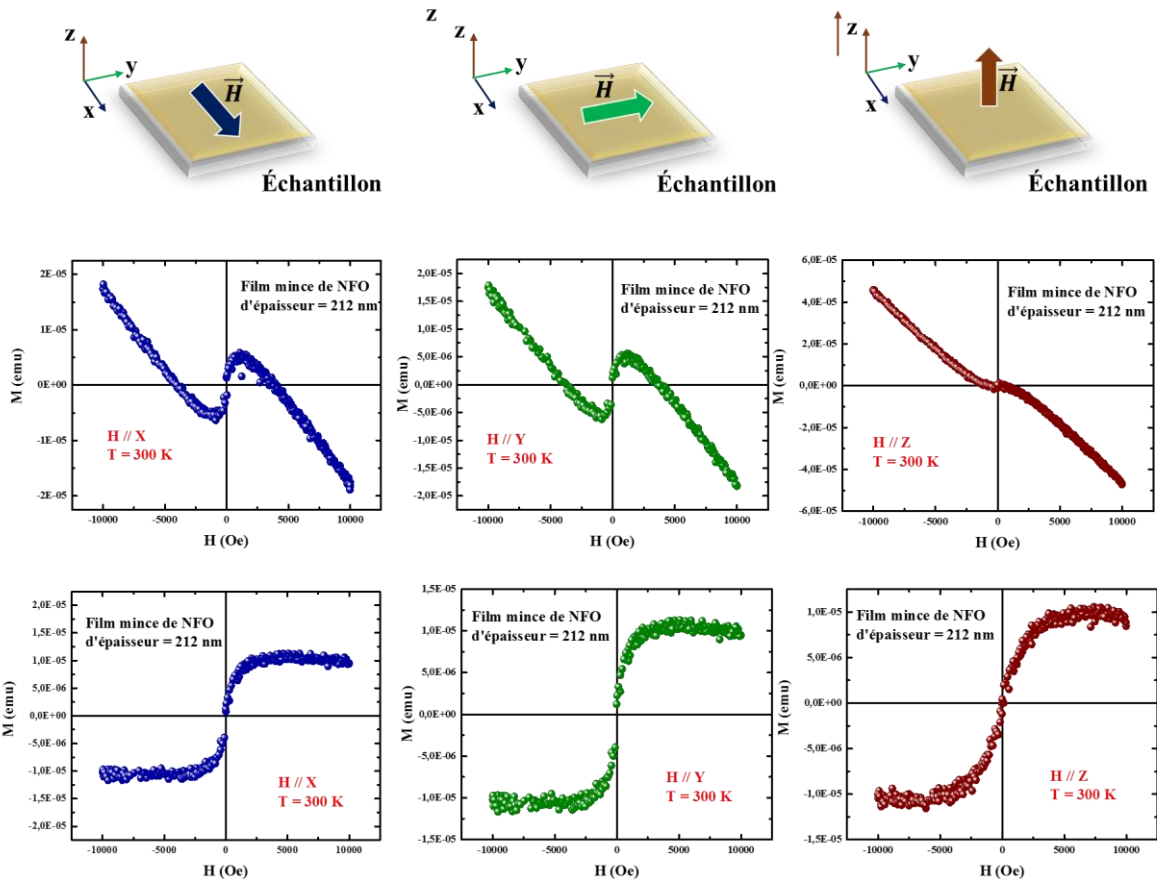 z
y
x
H
Échantillon
z
z
y
x
H
Échantillon
z
z
y
x
H
Échantillon
2E-05
1E-05
0E+00
-1E-05
-2E-05
M (emu)
Film mince de NFO
d'épaisseur = 212 nm
H // X
T = 300 K
-10000 -5000 0 5000 10000
H (Oe)
2,0E-05
1,5E-05
1,0E-05
5,0E-06
0,0E+00
-5,0E-06
-1,0E-05
-1,5E-05
-2,0E-05
M (emu)
Film mince de NFO
d'épaisseur = 212 nm
H // Y
T = 300 K
-10000 -5000 0 5000 10000
H (Oe)
6,0E-05
4,0E-05
2,0E-05
0,0E+00
-2,0E-05
-4,0E-05
-6,0E-05
M (emu)
Film mince de NFO
d'épaisseur = 212 nm
H // Z
T = 300 K
-10000 -5000 0 5000 10000
H (Oe)
2,0E-05
1,5E-05
1,0E-05
5,0E-06
0,0E+00
-5,0E-06
-1,0E-05
-1,5E-05
-2,0E-05
M (emu)
Film mince de NFO
d'épaisseur = 212 nm
H // X
T = 300 K
-10000 -5000 0 5000 10000
H (Oe)
1,5E-05
1,0E-05
5,0E-06
0,0E+00
-5,0E-06
-1,0E-05
-1,5E-05
M (emu)
Film mince de NFO
d'épaisseur = 212 nm
H // Y
T = 300 K
-10000 -5000 0 5000 10000
H (Oe)
1,0E-05
5,0E-06
0,0E+00
-5,0E-06
-1,0E-05
-1,5E-05
M (emu)
Film mince de NFO
d'épaisseur = 212 nm
H // Z
T = 300 K
-10000 -5000 0 5000 10000
H (Oe)